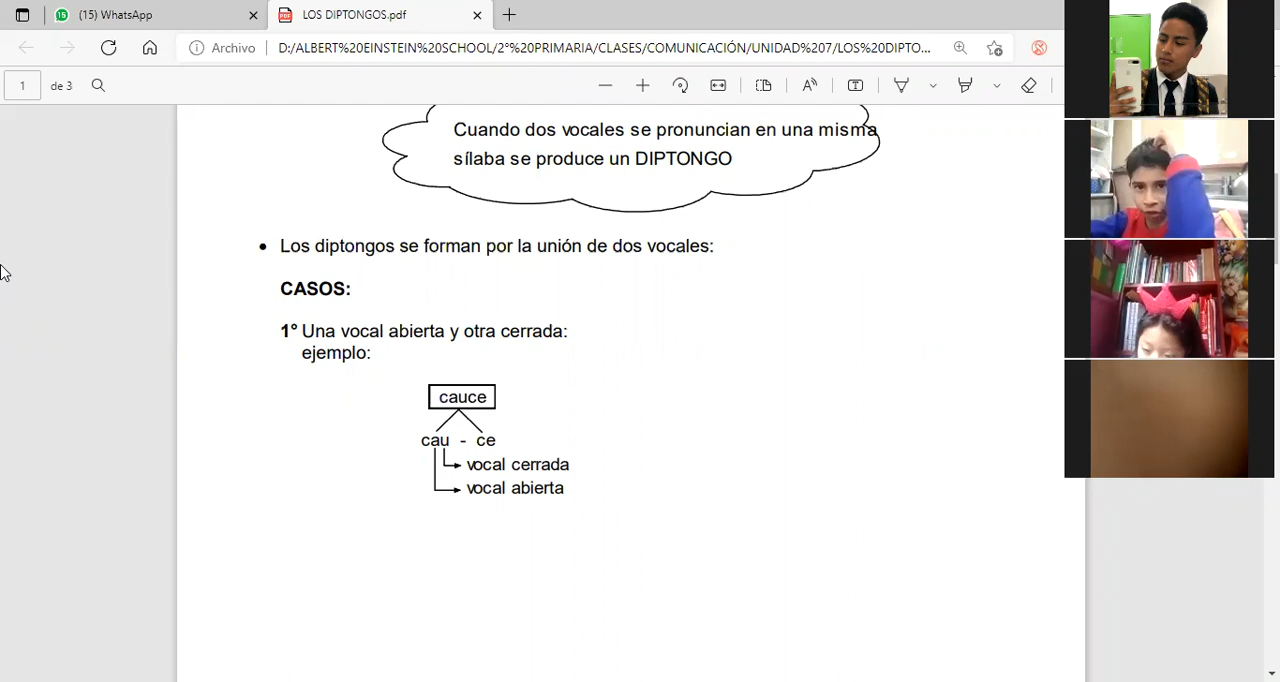 (15) WhatsApp
LOS DIPTONGOS.pdf
Archivo
D:/ALBERT%20EINSTEIN%20SCHOOL/2°%20PRIMARIA/CLASES/COMUNICACIÓN/UNIDAD%207/LOS%20DIPTO...
1 de 3
Cuando dos vocales se pronuncian en una misma
sílaba se produce un DIPTONGO
• Los diptongos se forman por la unión de dos vocales:
CASOS:
1° Una vocal abierta y otra cerrada:
ejemplo:
cauce
cau - ce
vocal cerrada
vocal abierta